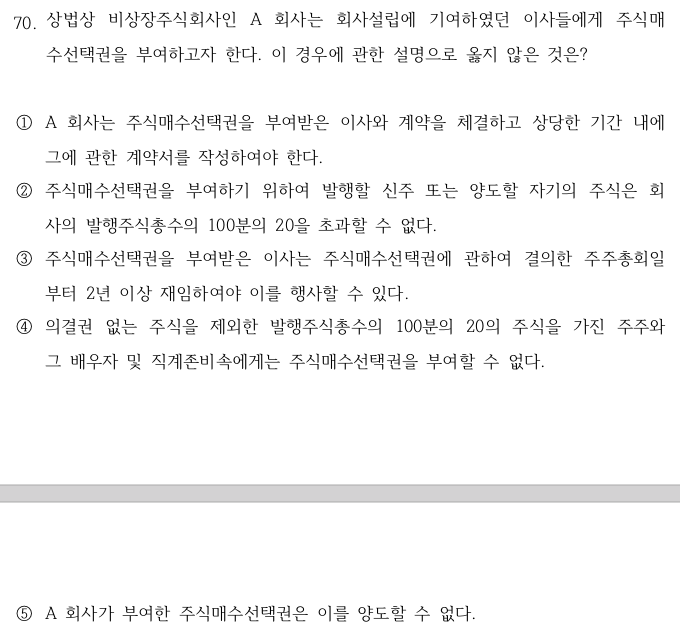 70. 상법상 비상장주식회사인 A 회사는 회사설립에 기여하였던 이사들에게 주식매
수선택권을 부여하고자 한다. 이 경우에 관한 설명으로 옳지 않은 것은?
① A 회사는 주식매수선택권을 부여받은 이사와 계약을 체결하고 상당한 기간 내에
그에 관한 계약서를 작성하여야 한다.
② 주식매수선택권을 부여하기 위하여 발행할 신주 또는 양도할 자기의 주식은 회
사의 발행주식총수의 100분의 20을 초과할 수 없다.
③ 주식매수선택권을 부여받은 이사는 주식매수선택권에 관하여 결의한 주주총회일
부터 2년 이상 재임하여야 이를 행사할 수 있다.
④ 의결권 없는 주식을 제외한 발행주식총수의 100분의 20의 주식을 가진 주주와
그 배우자 및 직계존비속에게는 주식매수선택권을 부여할 수 없다.
⑤ A 회사가 부여한 주식매수선택권은 이를 양도할 수 없다.